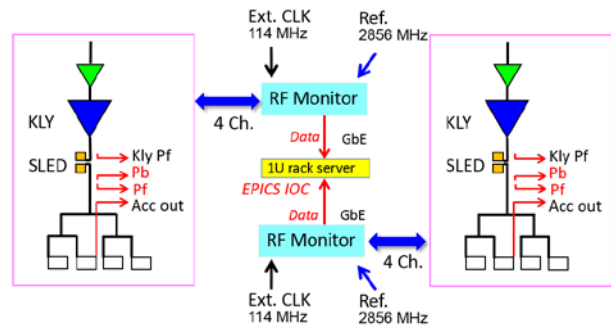 Ext. CLK
114 MHz
Ref.
2856 MHz
KLY
SLED
Kly Pf
Pb
Pf
Acc out
4 Ch.
RF Monitor
Data
GbE
1U rack server
EPICS IOC
Data
GbE
RF Monitor
4 Ch.
Ext. CLK
114 MHz
Ref.
2856 MHz
KLY
SLED
Kly Pf
Pb
Pf
Acc out